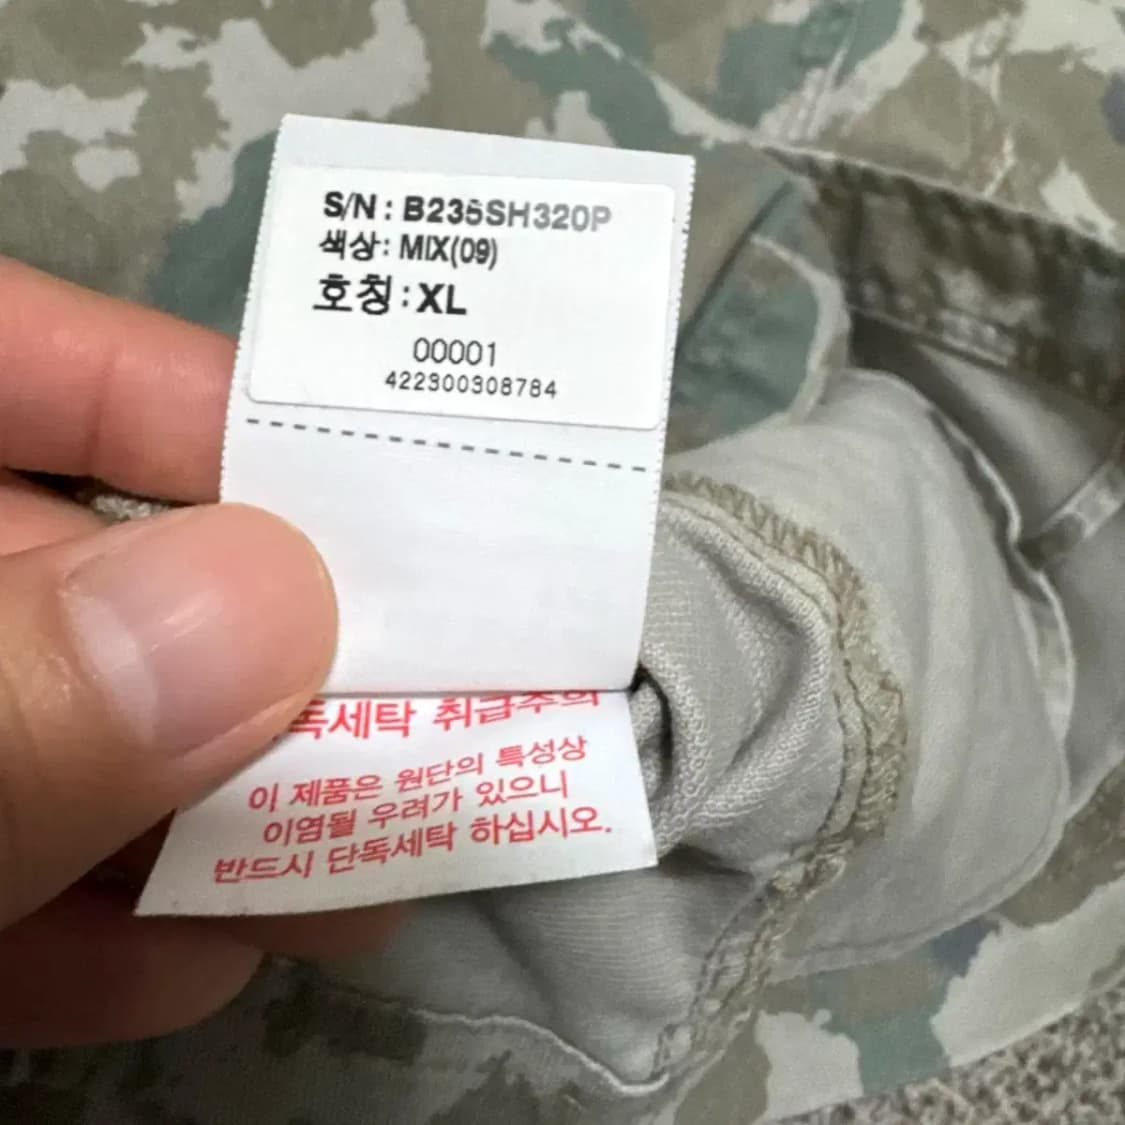 S/N : B235SH320P
색상: MIX(09)
호칭 : XL
00001
422300308784
단독세탁 취급주의
이 제품은 원단의 특성상
이염될 우려가 있으니
반드시 단독세탁 하십시오.